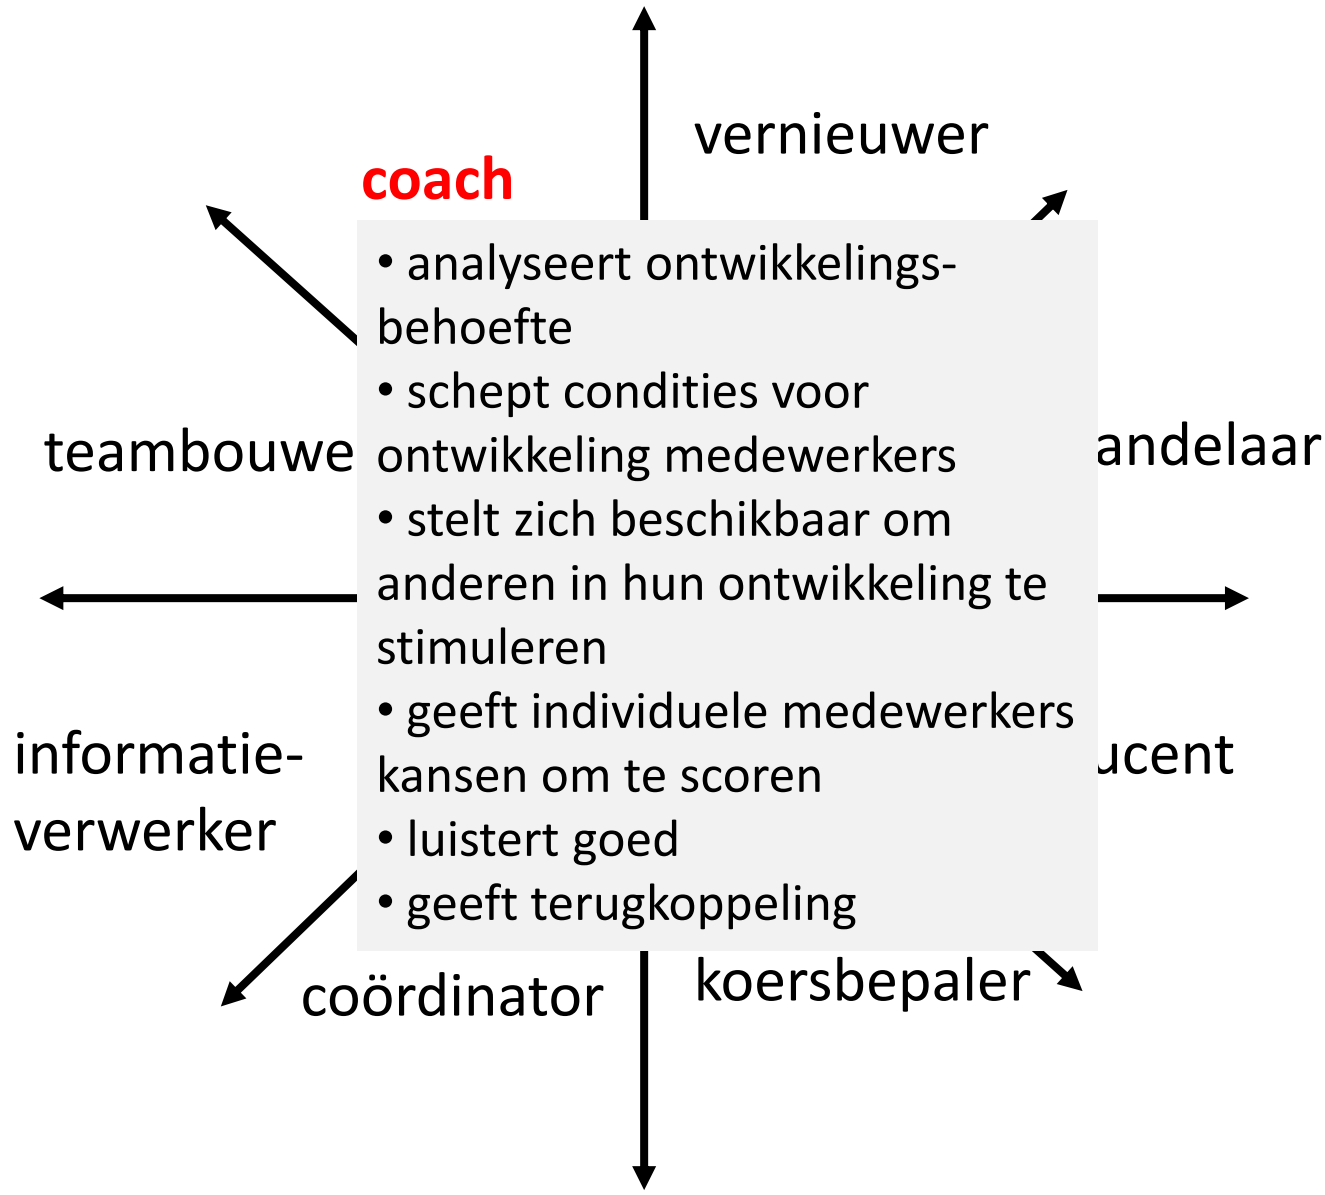 vernieuwer
coach
• analyseert ontwikkelings-
behoefte
• schept condities voor
ontwikkeling medewerkers
• stelt zich beschikbaar om
anderen in hun ontwikkeling te
stimuleren
• geeft individuele medewerkers
kansen om te scoren
• luistert goed
• geeft terugkoppeling
teambouwe
andelaar
informatie-
verwerker
ucent
coördinator
koersbepaler